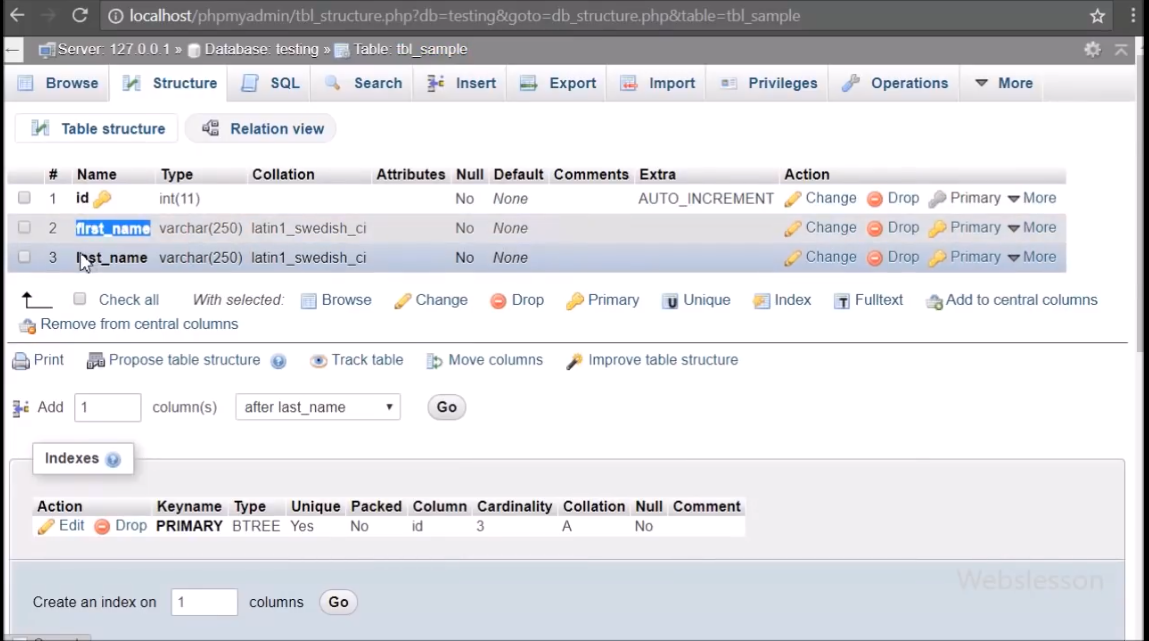 localhost/phpmyadmin/tbl_structure.php?db=testing&goto=db_structure.php&table=tbl_sample
Server: 127.0.0.1 » Database: testing » Table: tbl_sample
Browse Structure SQL Search Insert Export Import Privileges Operations More
Table structure Relation view
# Name Type Collation Attributes Null Default Comments Extra Action
1 id int(11) No None AUTO_INCREMENT Change Drop Primary More
2 first_name varchar(250) latin1_swedish_ci No None Change Drop Primary More
3 last_name varchar(250) latin1_swedish_ci No None Change Drop Primary More
Check all With selected: Browse Change Drop Primary Unique Index Fulltext Add to central columns
Remove from central columns
Print Propose table structure Track table Move columns Improve table structure
Add 1 column(s) after last_name Go
Indexes
Action Keyname Type Unique Packed Column Cardinality Collation Null Comment
Edit Drop PRIMARY BTREE Yes No id 3 A No
Webslesson
Create an index on 1 columns Go